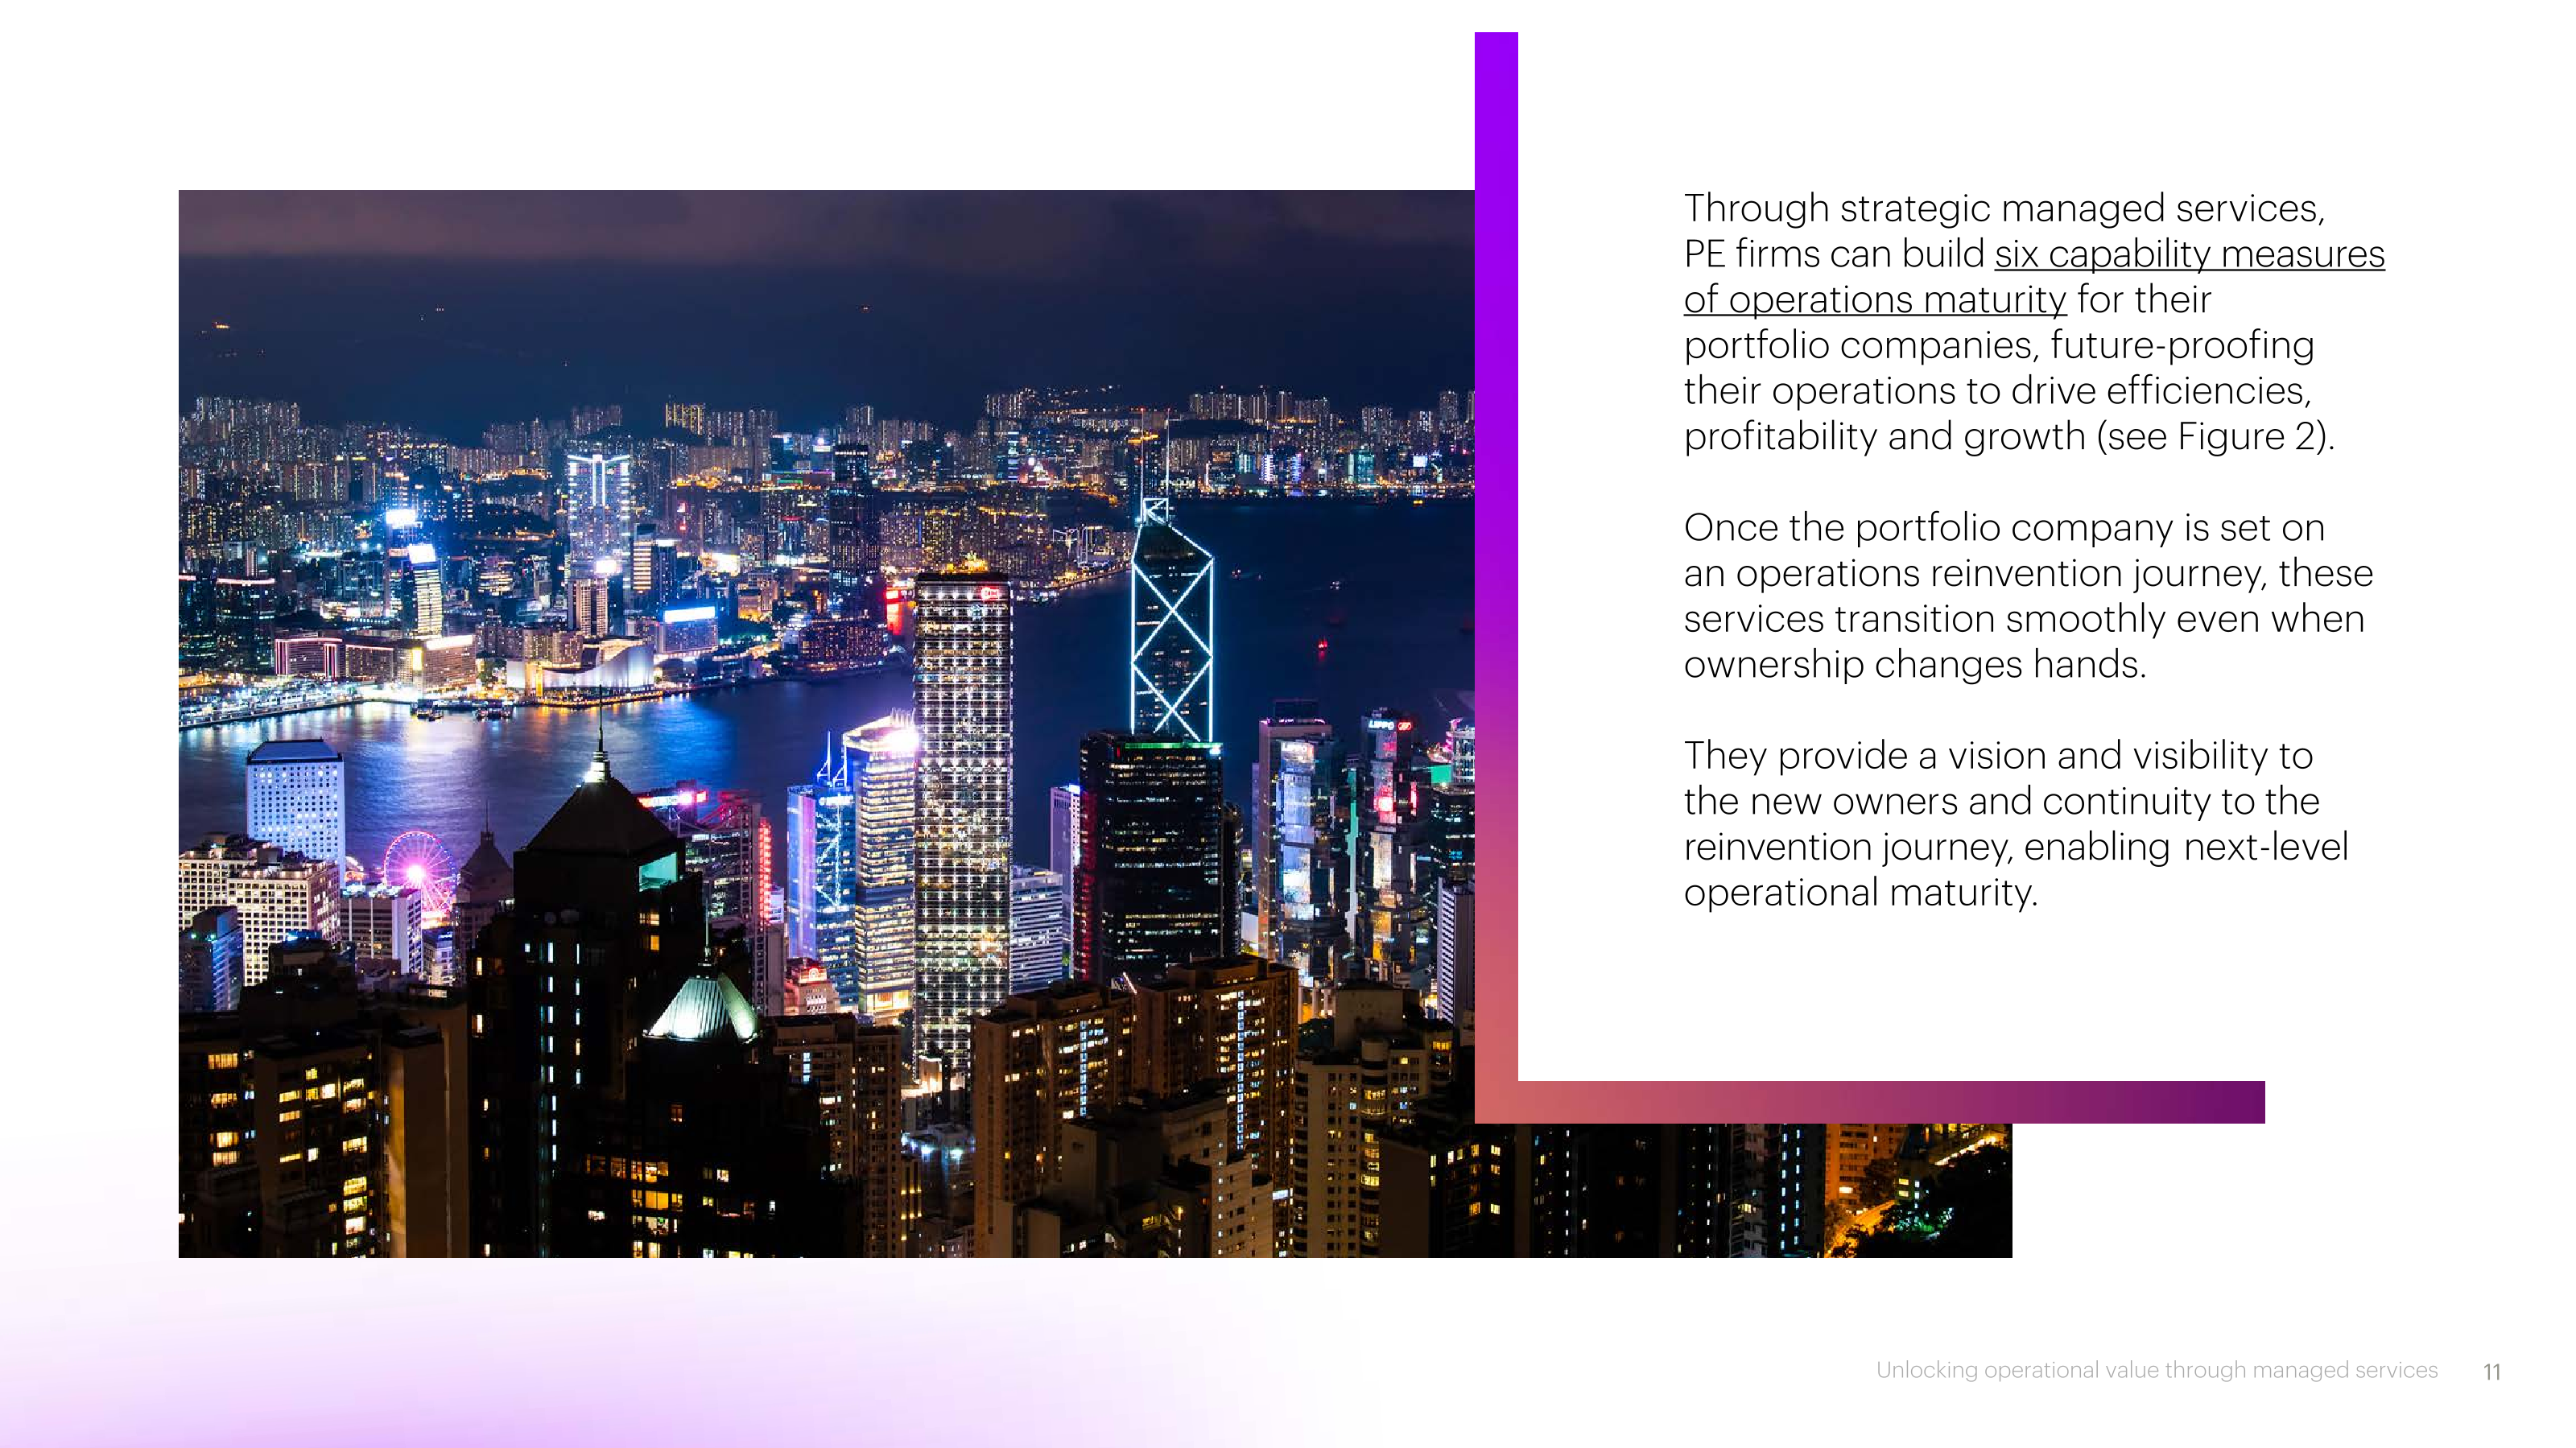 Through strategic managed services,
PE firms can build six capability measures
of operations maturity for their
portfolio companies, future-proofing
their operations to drive efficiencies,
profitability and growth (see Figure 2).
Once the portfolio company is set on
an operations reinvention journey, these
services transition smoothly even when
ownership changes hands.
They provide a vision and visibility to
the new owners and continuity to the
reinvention journey, enabling next-level
operational maturity.
LIPPO
Unlocking operational value through managed services 11